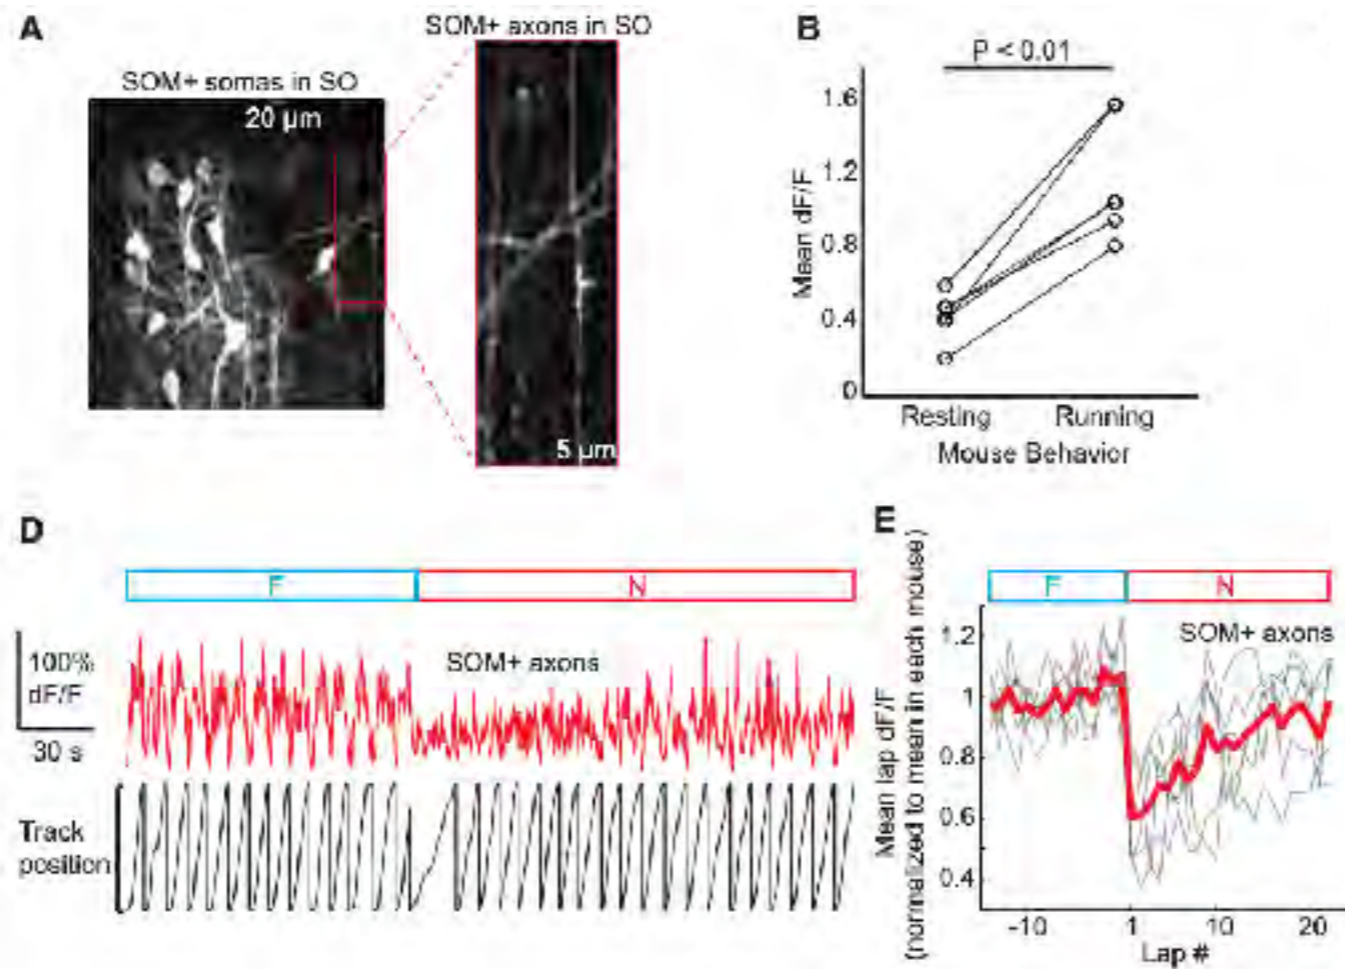 A
SOM+ somas in SO
20 µm
SOM+ axons in SO
5 µm
B
P < 0.01
Mean dF/F
1.6
1.2
0.8
0.4
0
Resting Running
Mouse Behavior
D
F N
100%
dF/F
30 s
SOM+ axons
Track
position
E
F N
SOM+ axons
Mean lap dF/F
(normalized to mean in each mouse)
1.2
1
0.8
0.6
0.4
-10 1 10 20
Lap #